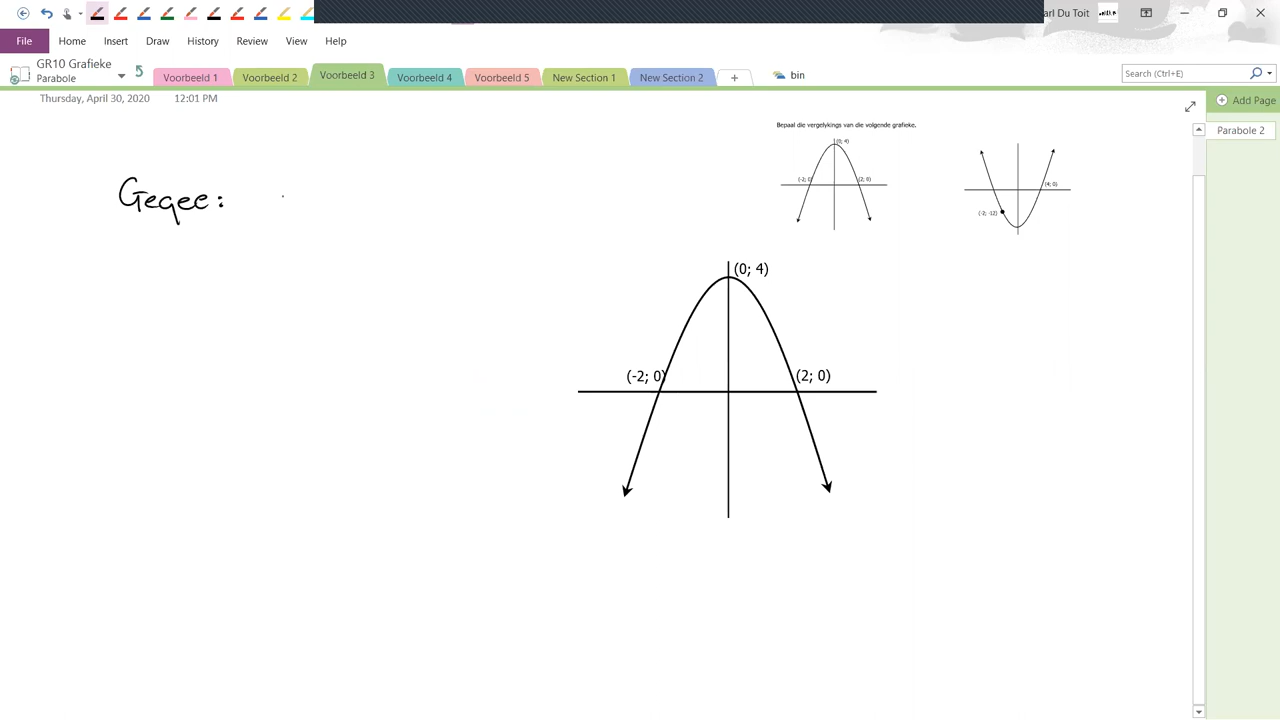 arl Du Toit
File Home Insert Draw History Review View Help
GR10 Grafieke
Parabole
Voorbeeld 1 Voorbeeld 2 Voorbeeld 3 Voorbeeld 4 Voorbeeld 5 New Section 1 New Section 2 + bin
Search (Ctrl+E)
Thursday, April 30, 2020 12:01 PM
Add Page
Parabole 2
Bepaal die vergelykings van die volgende grafieke.
(0; 4)
(-2; 0) (2; 0)
(4; 0)
(-2; -12)
Gegee:
(0; 4)
(-2; 0) (2; 0)